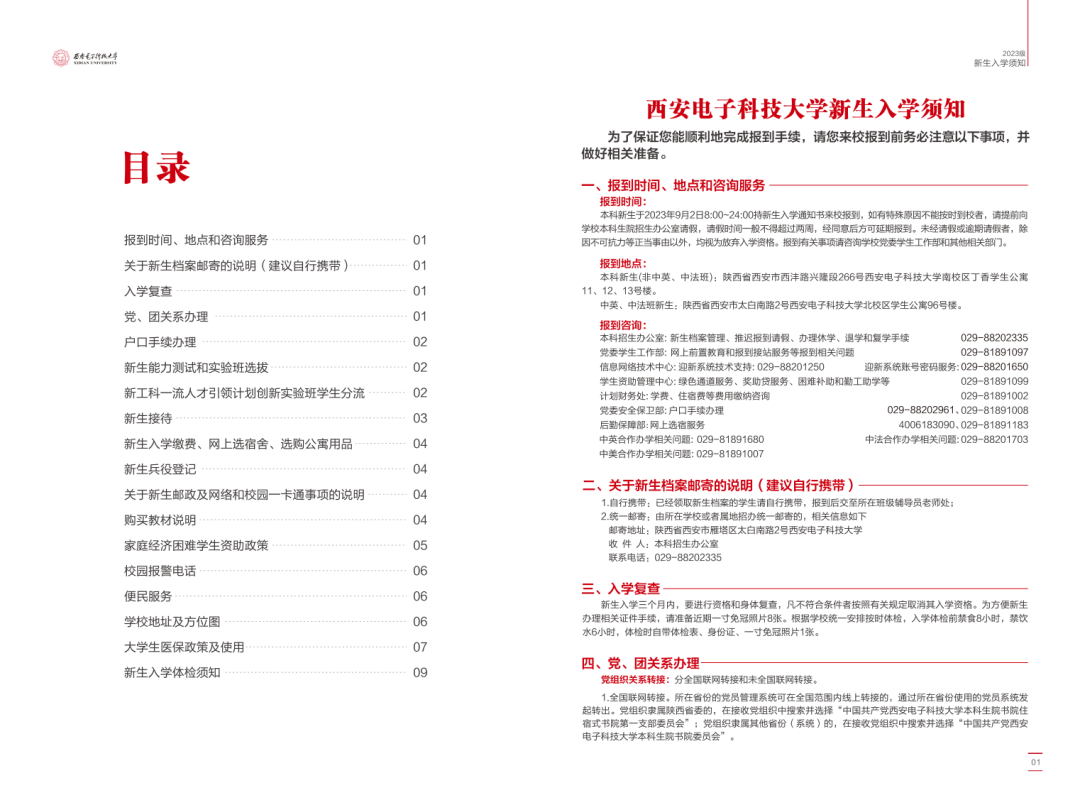 西安电子科技大学
XIDIAN UNIVERSITY
目录
报到时间、地点和咨询服务 01
关于新生档案邮寄的说明（建议自行携带） 01
入学复查 01
党、团关系办理 01
户口手续办理 02
新生能力测试和实验班选拔 02
新工科一流人才引领计划创新实验班学生分流 02
新生接待 03
新生入学缴费、网上选宿舍、选购公寓用品 04
新生兵役登记 04
关于新生邮政及网络和校园一卡通事项的说明 04
购买教材说明 04
家庭经济困难学生资助政策 05
校园报警电话 06
便民服务 06
学校地址及方位图 06
大学生医保政策及使用 07
新生入学体检须知 09
2023级
新生入学须知
西安电子科技大学新生入学须知
为了保证您能顺利地完成报到手续，请您来校报到前务必注意以下事项，并
做好相关准备。
一、报到时间、地点和咨询服务
报到时间：
本科新生于2023年9月2日8:00~24:00持新生入学通知书来校报到，如有特殊原因不能按时到校者，请提前向
学校本科生院招生办公室请假，请假时间一般不得超过两周，经同意后方可延期报到。未经请假或逾期请假者，除
因不可抗力等正当事由以外，均视为放弃入学资格。报到有关事项请咨询学校党委学生工作部和其他相关部门。
报到地点：
本科新生(非中英、中法班)：陕西省西安市西沣路兴隆段266号西安电子科技大学南校区丁香学生公寓
11、12、13号楼。
中英、中法班新生：陕西省西安市太白南路2号西安电子科技大学北校区学生公寓96号楼。
报到咨询：
本科招生办公室: 新生档案管理、推迟报到请假、办理休学、退学和复学手续 029-88202335
党委学生工作部: 网上前置教育和报到接站服务等报到相关问题 029-81891097
信息网络技术中心: 迎新系统技术支持: 029-88201250 迎新系统账号密码服务: 029-88201650
学生资助管理中心: 绿色通道服务、奖助贷服务、困难补助和勤工助学等 029-81891099
计划财务处: 学费、住宿费等费用缴纳咨询 029-81891002
党委安全保卫部: 户口手续办理 029-88202961、029-81891008
后勤保障部: 网上选宿服务 4006183090、029-81891183
中英合作办学相关问题: 029-81891680 中法合作办学相关问题: 029-88201703
中美合作办学相关问题: 029-81891007
二、关于新生档案邮寄的说明（建议自行携带）
1.自行携带：已经领取新生档案的学生请自行携带，报到后交至所在班级辅导员老师处；
2.统一邮寄：由所在学校或者属地招办统一邮寄的，相关信息如下
邮寄地址：陕西省西安市雁塔区太白南路2号西安电子科技大学
收 件 人：本科招生办公室
联系电话：029-88202335
三、入学复查
新生入学三个月内，要进行资格和身体复查，凡不符合条件者按照有关规定取消其入学资格。为方便新生
办理相关证件手续，请准备近期一寸免冠照片8张。根据学校统一安排按时体检，入学体检前禁食8小时，禁饮
水6小时，体检时自带体检表、身份证、一寸免冠照片1张。
四、党、团关系办理
党组织关系转接：分全国联网转接和未全国联网转接。
1.全国联网转接。所在省份的党员管理系统可在全国范围内线上转接的，通过所在省份使用的党员系统发
起转出。党组织隶属陕西省委的，在接收党组织中搜索并选择“中国共产党西安电子科技大学本科生院书院住
宿式书院第一支部委员会”；党组织隶属其他省份（系统）的，在接收党组织中搜索并选择“中国共产党西安
电子科技大学本科生院书院委员会”。
01